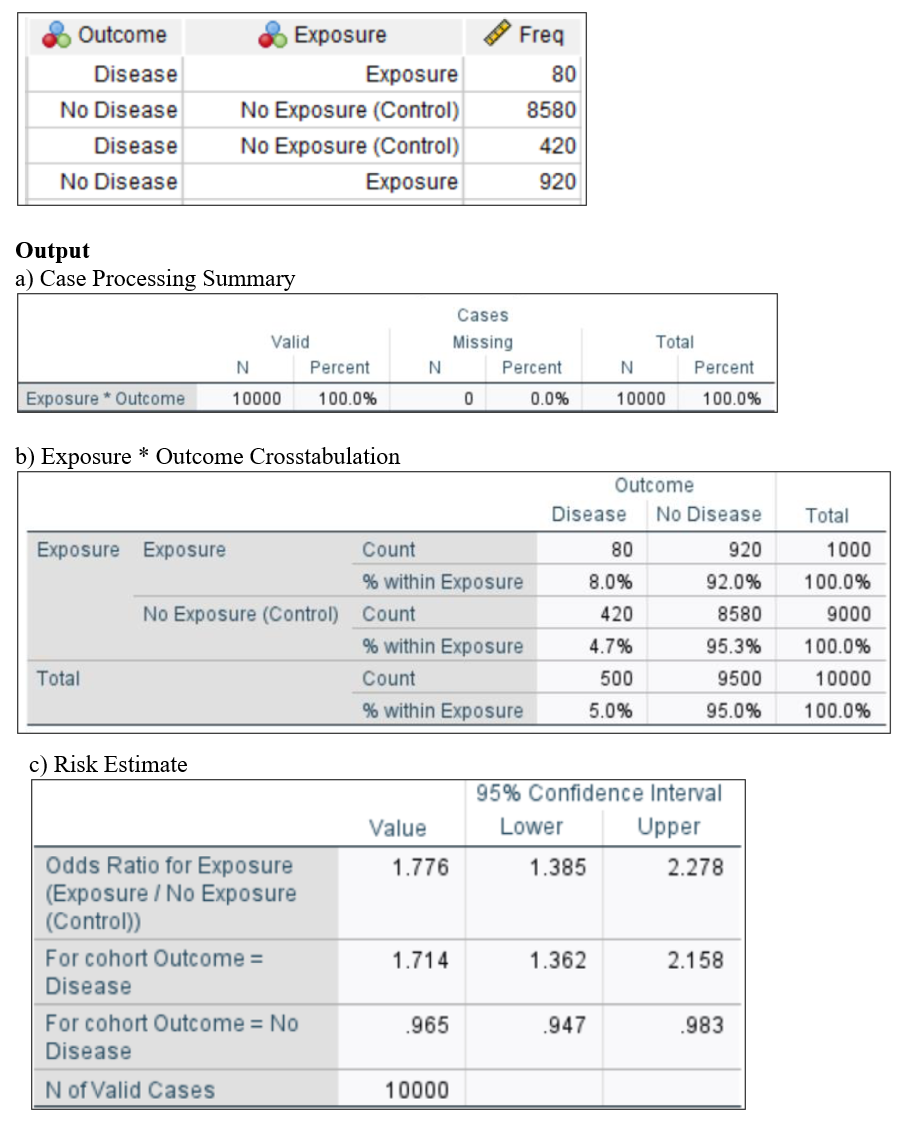 Outcome Exposure Freq
Disease Exposure 80
No Disease No Exposure (Control) 8580
Disease No Exposure (Control) 420
No Disease Exposure 920
Output
a) Case Processing Summary
Cases
Valid Missing Total
N Percent N Percent N Percent
Exposure * Outcome 10000 100.0% 0 0.0% 10000 100.0%
b) Exposure * Outcome Crosstabulation
Outcome
Disease No Disease Total
Exposure Exposure Count 80 920 1000
% within Exposure 8.0% 92.0% 100.0%
No Exposure (Control) Count 420 8580 9000
% within Exposure 4.7% 95.3% 100.0%
Total Count 500 9500 10000
% within Exposure 5.0% 95.0% 100.0%
c) Risk Estimate
95% Confidence Interval
Value Lower Upper
Odds Ratio for Exposure 1.776 1.385 2.278
(Exposure / No Exposure
(Control))
For cohort Outcome = 1.714 1.362 2.158
Disease
For cohort Outcome = No .965 .947 .983
Disease
N of Valid Cases 10000